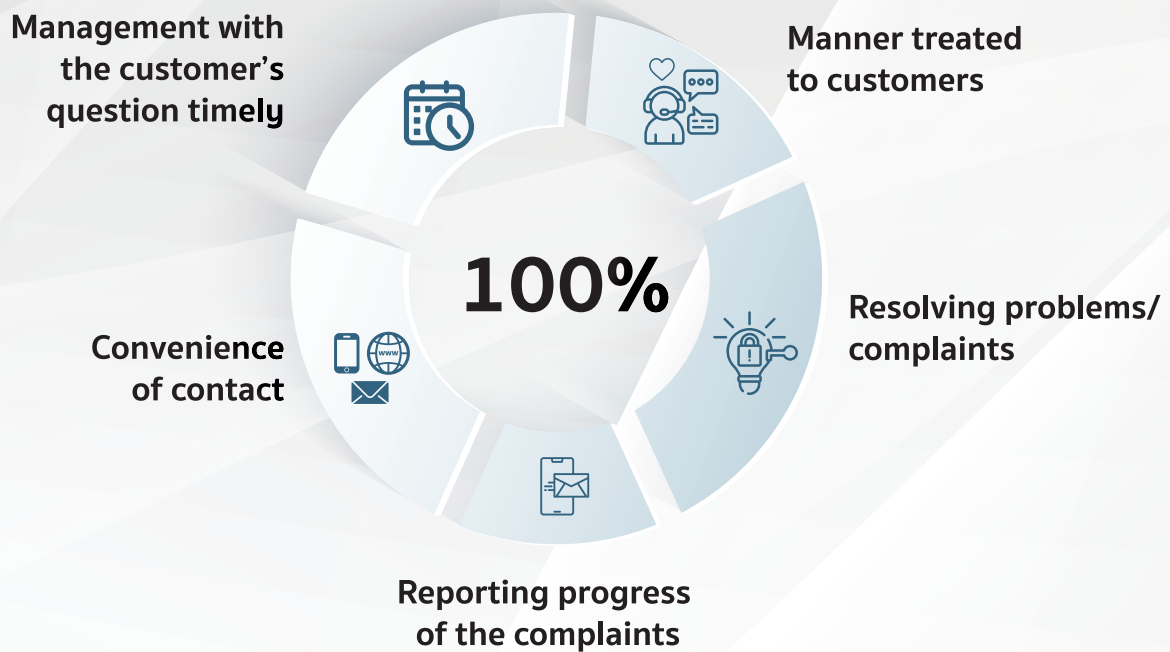 Management with
the customer's
question timely
Manner treated
to customers
100%
Resolving problems/
complaints
Convenience
of contact
www
Reporting progress
of the complaints